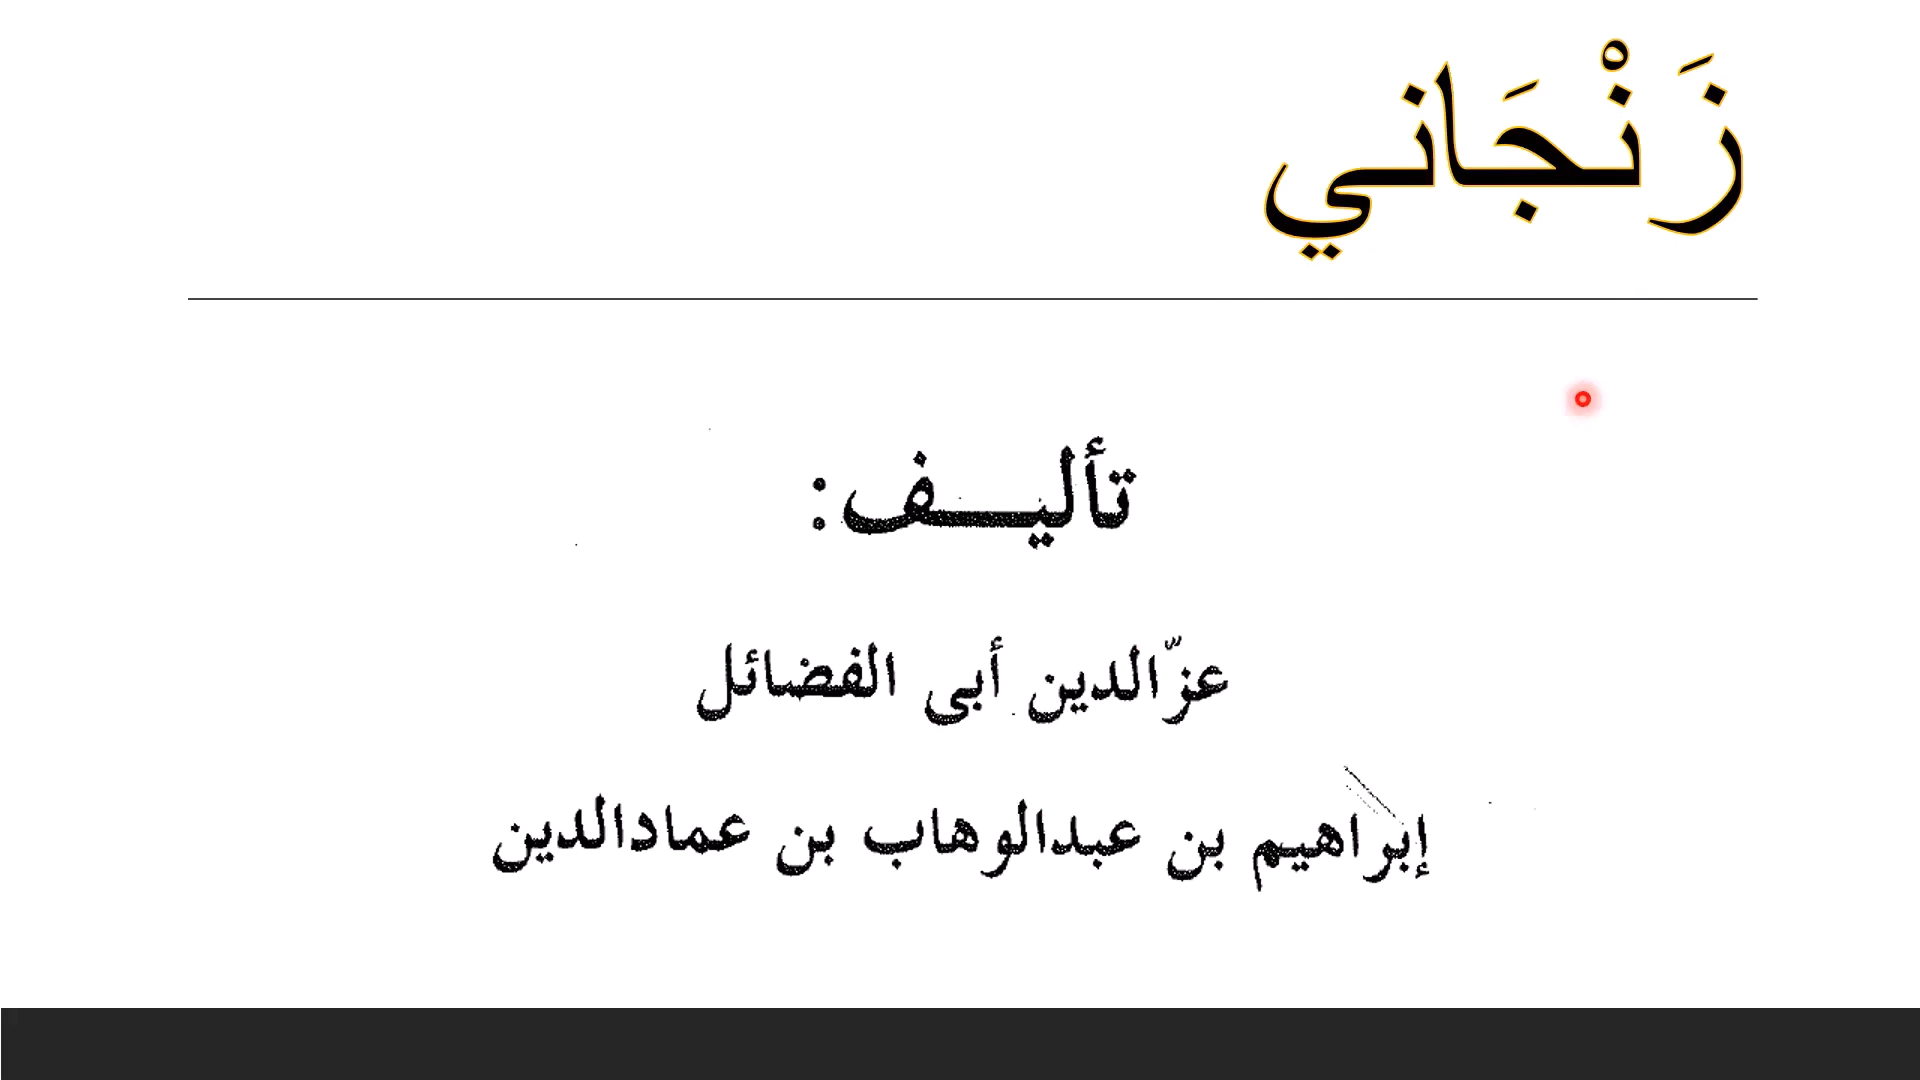 زَنْجَاني
تأليـــف:
عزّالدين أبى الفضائل
إبراهيم بن عبدالوهاب بن عمادالدين